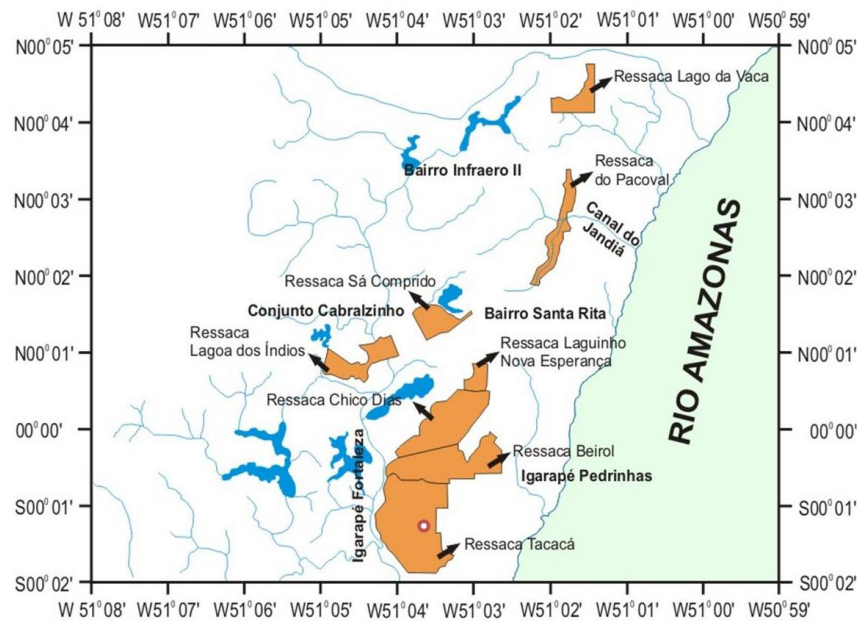 W 51° 08' W51° 07' W51° 06' W51° 05' W51° 04' W51° 03' W51° 02' W51° 01' W51° 00' W50° 59'
N00° 05' N00° 05'
Ressaca Lago da Vaca
N00° 04' N00° 04'
Bairro Infraero II
Ressaca
do Pacoval
N00° 03' N00° 03'
Canal do
Jandiá
RIO AMAZONAS
N00° 02' N00° 02'
Ressaca Sá Comprido
Conjunto Cabralzinho
Bairro Santa Rita
Ressaca
Lagoa dos Índios
Ressaca Laguinho
Nova Esperança
N00° 01' N00° 01'
Ressaca Chico Dias
00° 00' 00° 00'
Igarapé Fortaleza
Ressaca Beirol
Igarapé Pedrinhas
S00° 01' S00° 01'
Ressaca Tacacá
S00° 02' S00° 02'
W 51° 08' W51° 07' W51° 06' W51° 05' W51° 04' W51° 03' W51° 02' W51° 01' W51° 00' W50° 59'